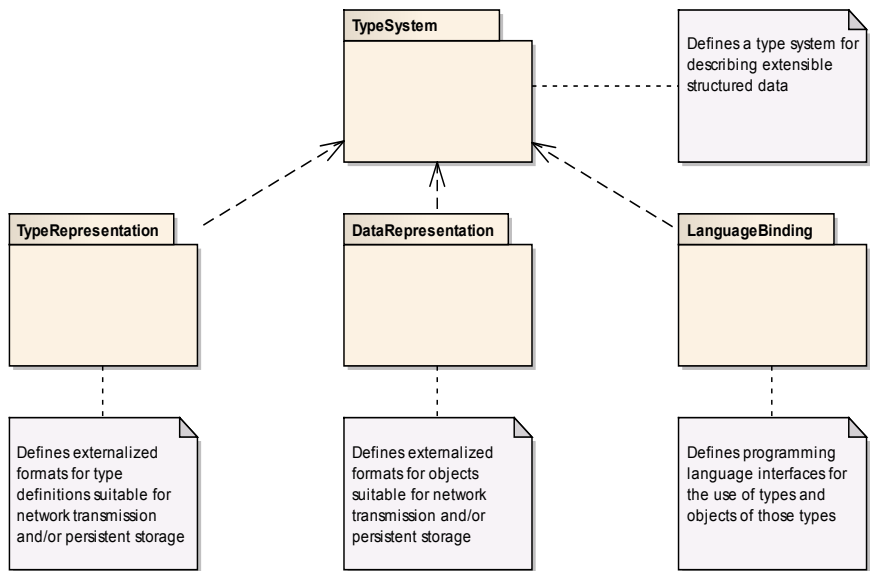 TypeSystem
Defines a type system for
describing extensible
structured data
TypeRepresentation
DataRepresentation
LanguageBinding
Defines externalized
formats for type
definitions suitable for
network transmission
and/or persistent storage
Defines externalized
formats for objects
suitable for network
transmission and/or
persistent storage
Defines programming
language interfaces for
the use of types and
objects of those types